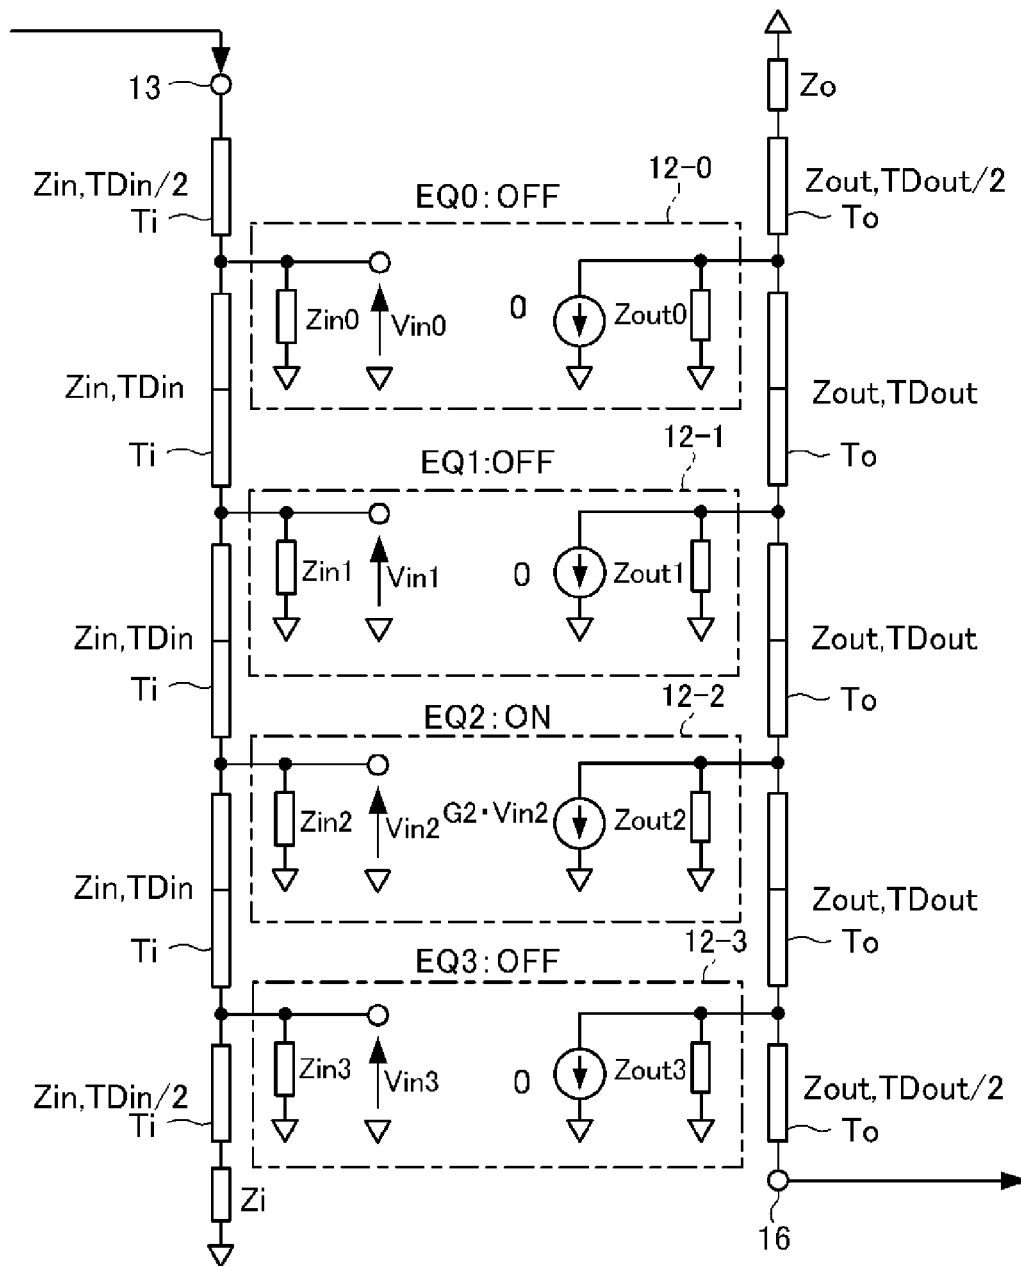 13
Zo
Zin,TDin/2
Ti
EQ0:OFF
12-0
Zout,TDout/2
To
Zin0
Vin0
0
Zout0
Zin,TDin
Ti
Zout,TDout
To
EQ1:OFF
12-1
Zin1
Vin1
0
Zout1
Zin,TDin
Ti
Zout,TDout
To
EQ2:ON
12-2
Zin2
Vin2
G2·Vin2
Zout2
Zin,TDin
Ti
Zout,TDout
To
EQ3:OFF
12-3
Zin3
Vin3
0
Zout3
Zin,TDin/2
Ti
Zout,TDout/2
To
Zi
16